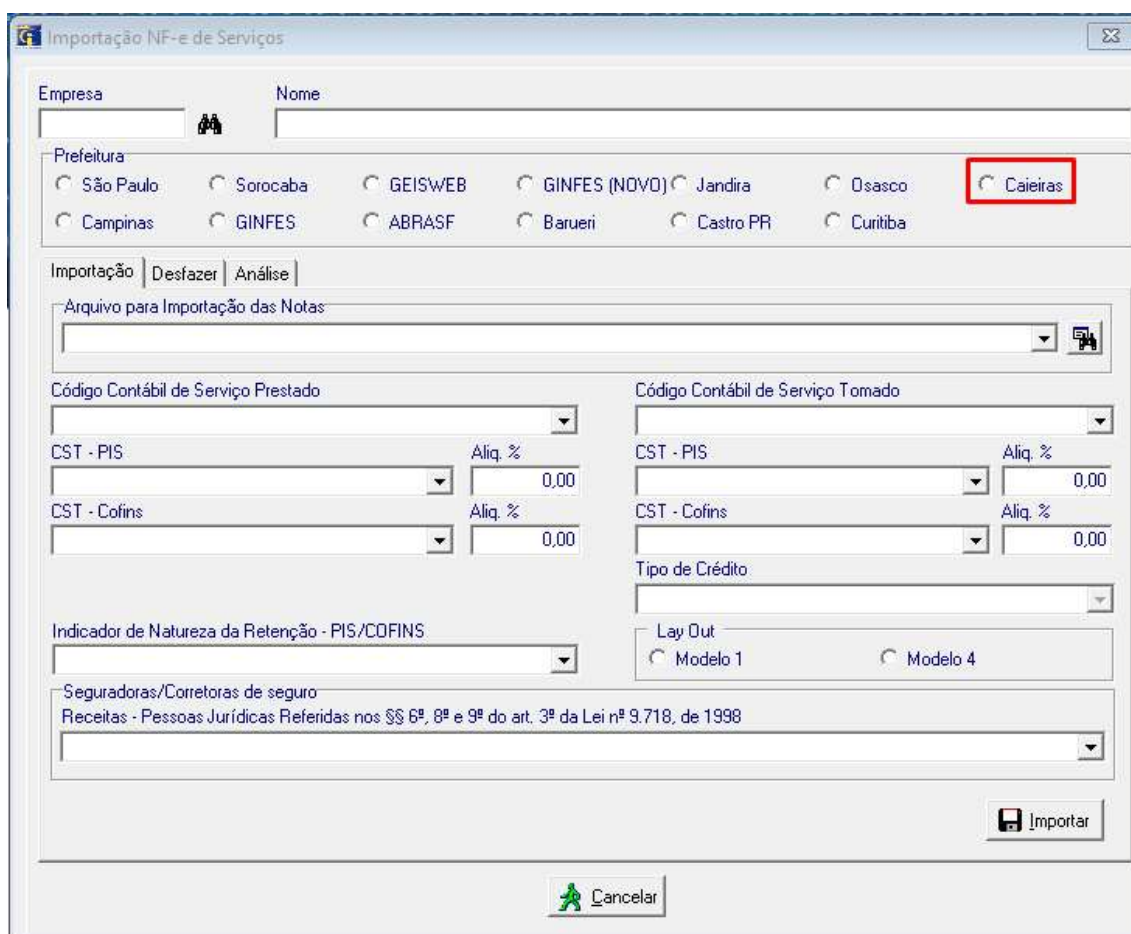 Importação NF-e de Serviços
Empresa Nome
Prefeitura
São Paulo Sorocaba GEISWEB GINFES (NOVO) Jandira Osasco Caieiras
Campinas GINFES ABRASF Barueri Castro PR Curitiba
Importação Desfazer Análise
Arquivo para Importação das Notas
Código Contábil de Serviço Prestado Código Contábil de Serviço Tomado
CST - PIS Aliq. % CST - PIS Aliq. %
0,00 0,00
CST - Cofins Aliq. % CST - Cofins Aliq. %
0,00 0,00
Tipo de Crédito
Indicador de Natureza da Retenção - PIS/COFINS Lay Out
Modelo 1 Modelo 4
Seguradoras/Corretoras de seguro
Receitas - Pessoas Jurídicas Referidas nos §§ 6º, 8º e 9º do art. 3º da Lei nº 9.718, de 1998
Importar
Cancelar